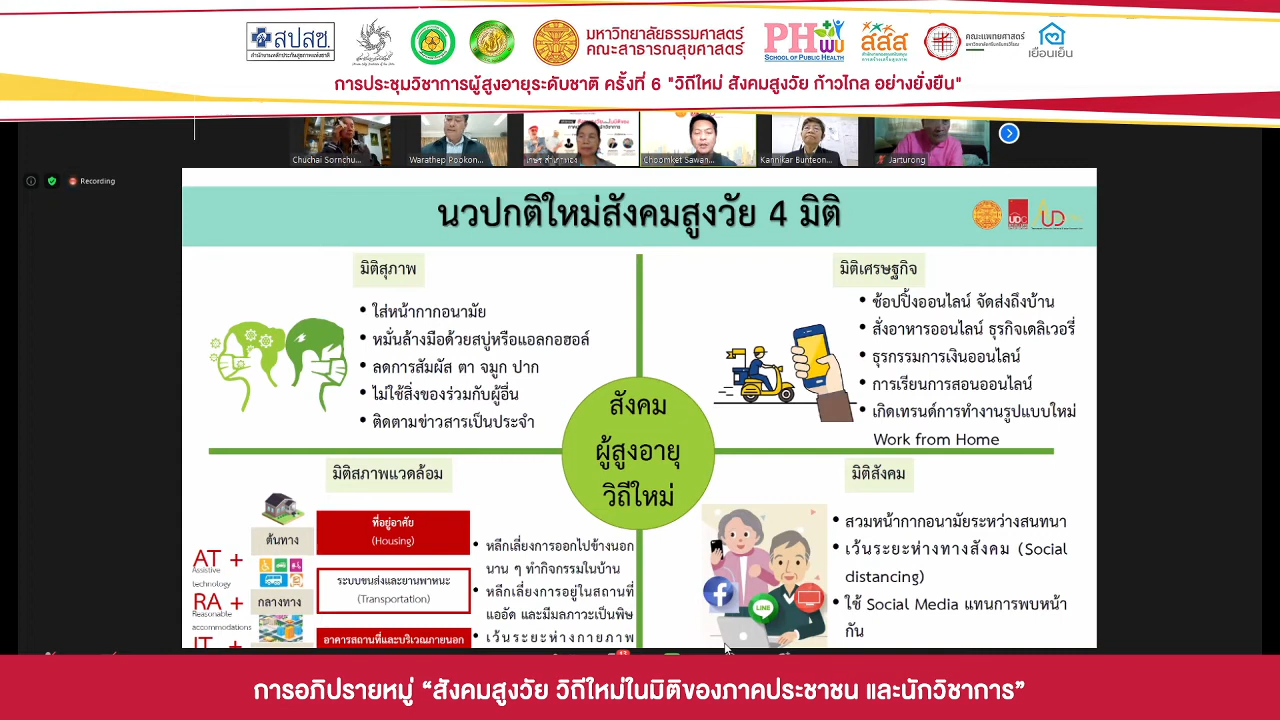 สปสช.
สำนักงานหลักประกันสุขภาพแห่งชาติ
มหาวิทยาลัยธรรมศาสตร์
คณะสาธารณสุขศาสตร์
PH WU
SCHOOL OF PUBLIC HEALTH
สสส
คณะแพทยศาสตร์
เยือนเย็น
การประชุมวิชาการผู้สูงอายุระดับชาติ ครั้งที่ 6 "วิถีใหม่ สังคมสูงวัย ก้าวไกล อย่างยั่งยืน"
Chuchai Sornchu...
Warathep Pookon...
Choomket Sawan...
Kannikar Bunteon...
Jarturong
Recording
นวปกติใหม่สังคมสูงวัย 4 มิติ
UDC
UD
มิติสุภาพ
• ใส่หน้ากากอนามัย
• หมั่นล้างมือด้วยสบู่หรือแอลกอฮอล์
• ลดการสัมผัส ตา จมูก ปาก
• ไม่ใช้สิ่งของร่วมกับผู้อื่น
• ติดตามข่าวสารเป็นประจำ
มิติเศรษฐกิจ
• ช้อปปิ้งออนไลน์ จัดส่งถึงบ้าน
• สั่งอาหารออนไลน์ ธุรกิจเดลิเวอรี่
• ธุรกรรมการเงินออนไลน์
• การเรียนการสอนออนไลน์
• เกิดเทรนด์การทำงานรูปแบบใหม่
Work from Home
สังคม
ผู้สูงอายุ
วิถีใหม่
มิติสภาพแวดล้อม
ต้นทาง
ที่อยู่อาศัย
(Housing)
AT +
Assistive
technology
ระบบขนส่งและยานพาหนะ
(Transportation)
RA +
Reasonable
accommodations
กลางทาง
IT +
อาคารสถานที่และบริเวณภายนอก
• หลีกเลี่ยงการออกไปข้างนอก
นาน ๆ ทำกิจกรรมในบ้าน
• หลีกเลี่ยงการอยู่ในสถานที่
แออัด และมีมลภาวะเป็นพิษ
• เว้นระยะห่างกายภาพ
มิติสังคม
• สวมหน้ากากอนามัยระหว่างสนทนา
• เว้นระยะห่างทางสังคม (Social
distancing)
• ใช้ Social Media แทนการพบหน้า
กัน
LINE
การอภิปรายหมู่ “สังคมสูงวัย วิถีใหม่ในมิติของภาคประชาชน และนักวิชาการ”